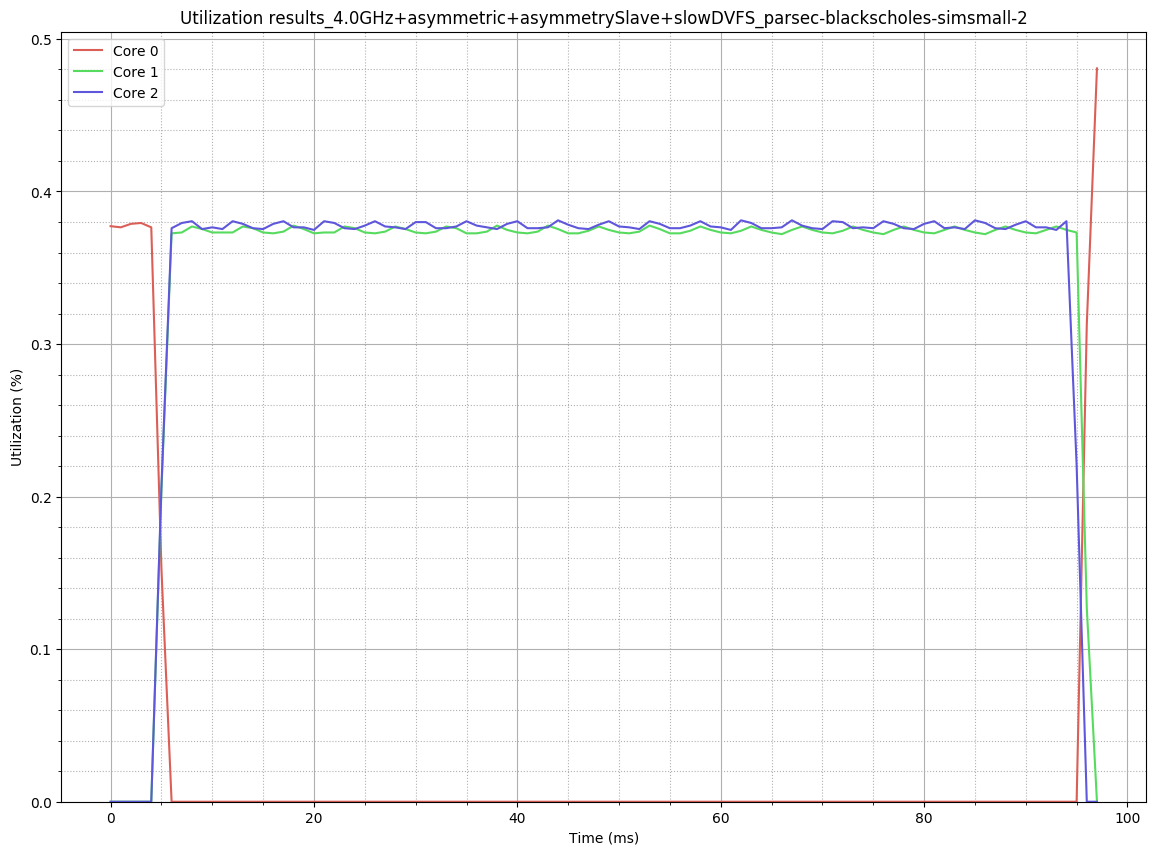 Utilization results_4.0GHz+asymmetric+asymmetrySlave+slowDVFS_parsec-blackscholes-simsmall-2
Core 0
Core 1
Core 2
Utilization (%)
0.5
0.4
0.3
0.2
0.1
0.0
0 20 40 60 80 100
Time (ms)